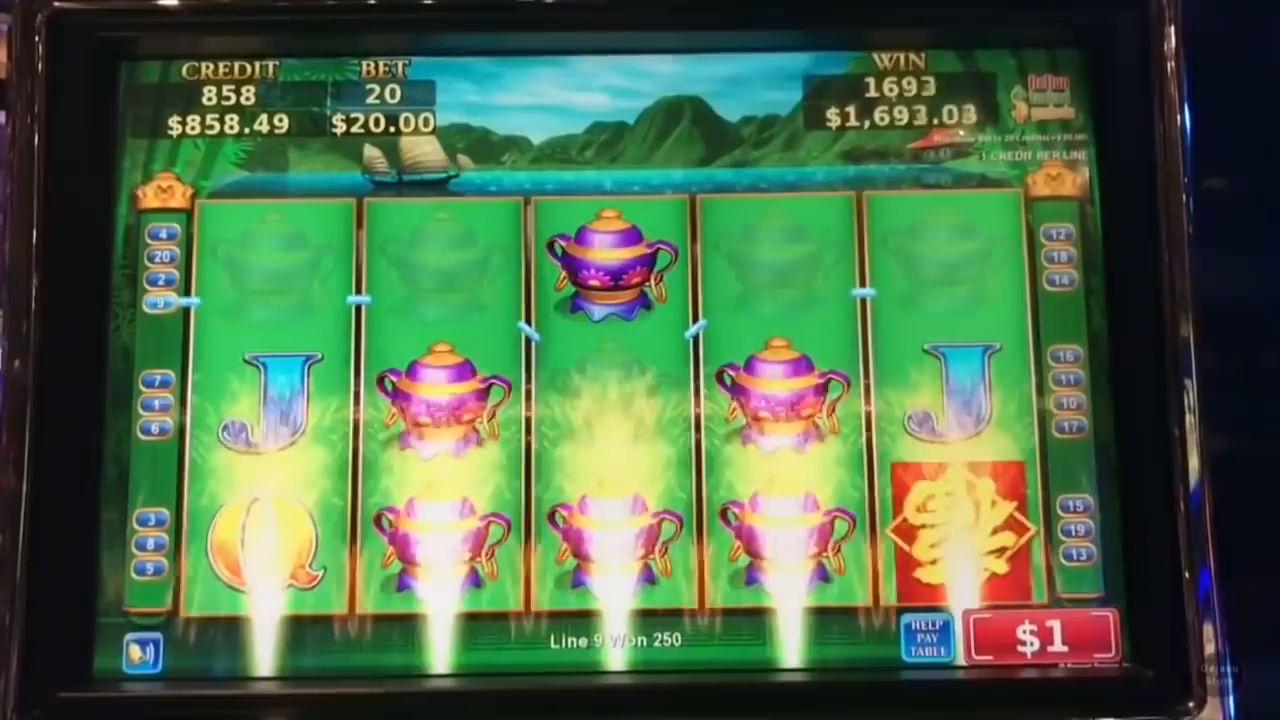 CREDIT
858
$858.49
BET
20
$20.00
WIN
1693
$1,693.03
1 CREDIT PER LINE
4
20
2
9
7
1
6
3
8
5
12
18
14
16
11
10
17
15
19
13
J
J
Q
Line 9 Won 250
HELP
PAY
TABLE
$1